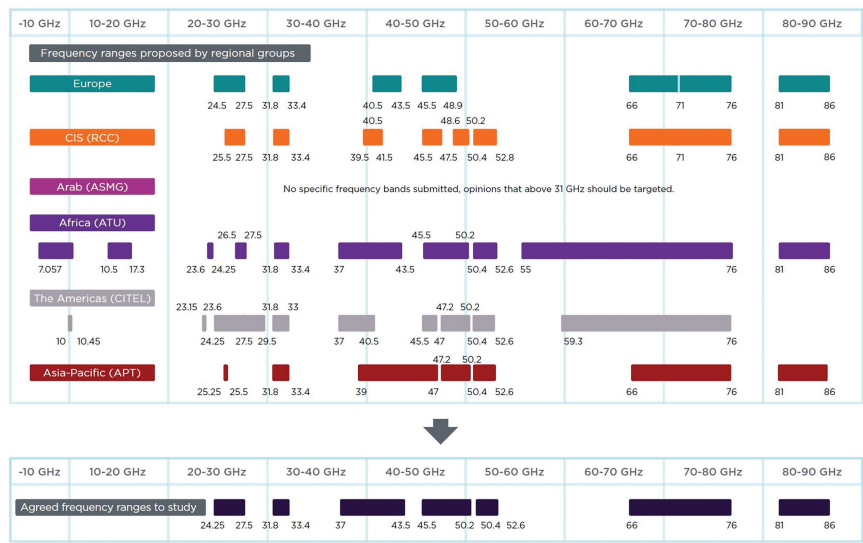 -10 GHz 10-20 GHz 20-30 GHz 30-40 GHz 40-50 GHz 50-60 GHz 60-70 GHz 70-80 GHz 80-90 GHz
Frequency ranges proposed by regional groups
Europe
24.5 27.5 31.8 33.4 40.5 43.5 45.5 48.9 66 71 76 81 86
40.5 48.6 50.2
CIS (RCC)
25.5 27.5 31.8 33.4 39.5 41.5 45.5 47.5 50.4 52.8 66 71 76 81 86
Arab (ASMG) No specific frequency bands submitted, opinions that above 31 GHz should be targeted.
Africa (ATU)
26.5 27.5 45.5 50.2
7.057 10.5 17.3 23.6 24.25 31.8 33.4 37 43.5 50.4 52.6 55 76 81 86
The Americas (CITEL)
23.15 23.6 31.8 33 47.2 50.2
10 10.45 24.25 27.5 29.5 37 40.5 45.5 47 50.4 52.6 59.3 76
47.2 50.2
Asia-Pacific (APT)
25.25 25.5 31.8 33.4 39 47 50.4 52.6 66 76 81 86
-10 GHz 10-20 GHz 20-30 GHz 30-40 GHz 40-50 GHz 50-60 GHz 60-70 GHz 70-80 GHz 80-90 GHz
Agreed frequency ranges to study
24.25 27.5 31.8 33.4 37 43.5 45.5 50.2 50.4 52.6 66 76 81 86